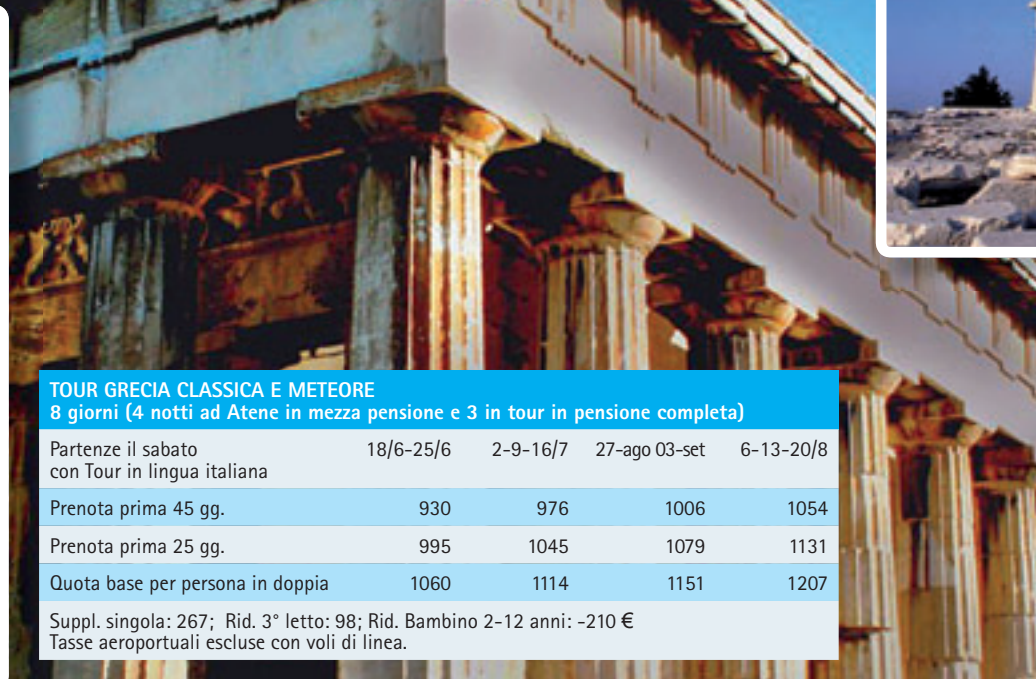 TOUR GRECIA CLASSICA E METEORE
8 giorni (4 notti ad Atene in mezza pensione e 3 in tour in pensione completa)
Partenze il sabato 18/6-25/6 2-9-16/7 27-ago 03-set 6-13-20/8
con Tour in lingua italiana
Prenota prima 45 gg. 930 976 1006 1054
Prenota prima 25 gg. 995 1045 1079 1131
Quota base per persona in doppia 1060 1114 1151 1207
Suppl. singola: 267; Rid. 3° letto: 98; Rid. Bambino 2-12 anni: -210 €
Tasse aeroportuali escluse con voli di linea.